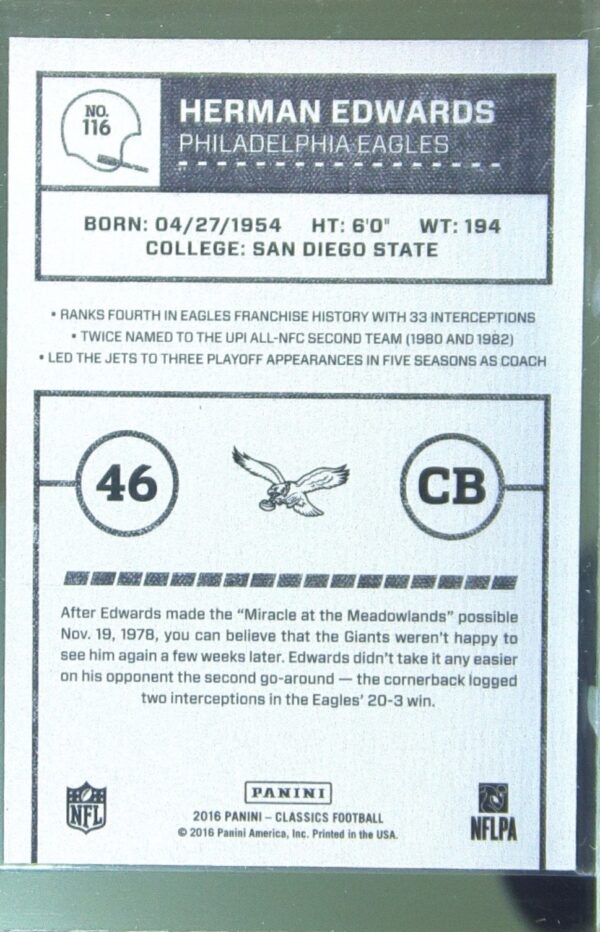 NO.
116
HERMAN EDWARDS
PHILADELPHIA EAGLES
BORN: 04/27/1954 HT: 6'0" WT: 194
COLLEGE: SAN DIEGO STATE
• RANKS FOURTH IN EAGLES FRANCHISE HISTORY WITH 33 INTERCEPTIONS
• TWICE NAMED TO THE UPI ALL-NFC SECOND TEAM (1980 AND 1982)
• LED THE JETS TO THREE PLAYOFF APPEARANCES IN FIVE SEASONS AS COACH
46
CB
After Edwards made the “Miracle at the Meadowlands” possible
Nov. 19, 1978, you can believe that the Giants weren't happy to
see him again a few weeks later. Edwards didn't take it any easier
on his opponent the second go-around — the cornerback logged
two interceptions in the Eagles' 20-3 win.
NFL
PANINI
2016 PANINI – CLASSICS FOOTBALL
© 2016 Panini America, Inc. Printed in the USA.
NFLPA